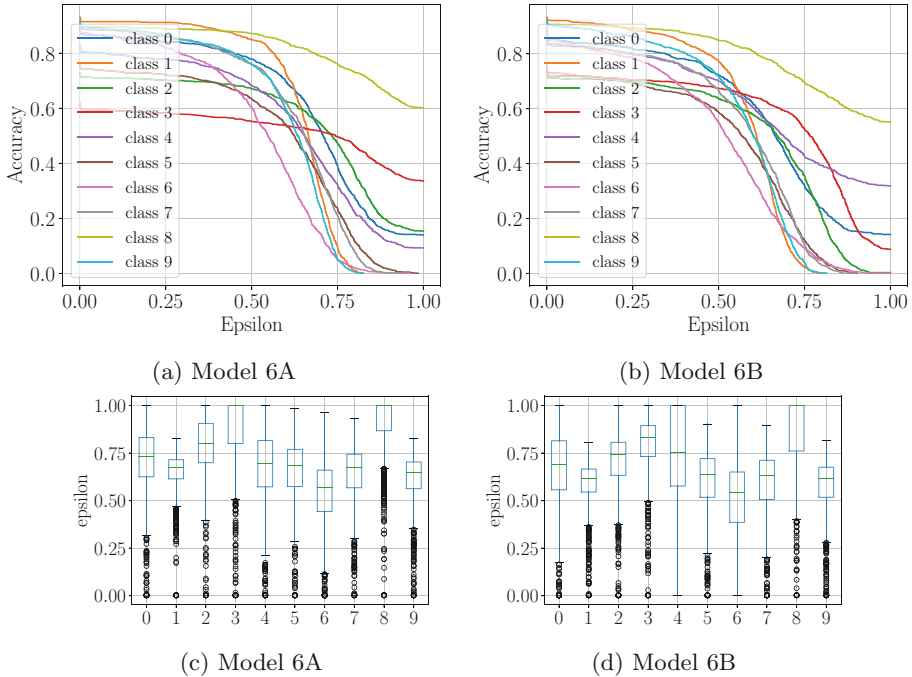 Accuracy
0.8
0.6
0.4
0.2
0.0
class 0
class 1
class 2
class 3
class 4
class 5
class 6
class 7
class 8
class 9
0.00 0.25 0.50 0.75 1.00
Epsilon
(a) Model 6A
Accuracy
0.8
0.6
0.4
0.2
0.0
class 0
class 1
class 2
class 3
class 4
class 5
class 6
class 7
class 8
class 9
0.00 0.25 0.50 0.75 1.00
Epsilon
(b) Model 6B
epsilon
1.00
0.75
0.50
0.25
0.00
0 1 2 3 4 5 6 7 8 9
(c) Model 6A
epsilon
1.00
0.75
0.50
0.25
0.00
0 1 2 3 4 5 6 7 8 9
(d) Model 6B